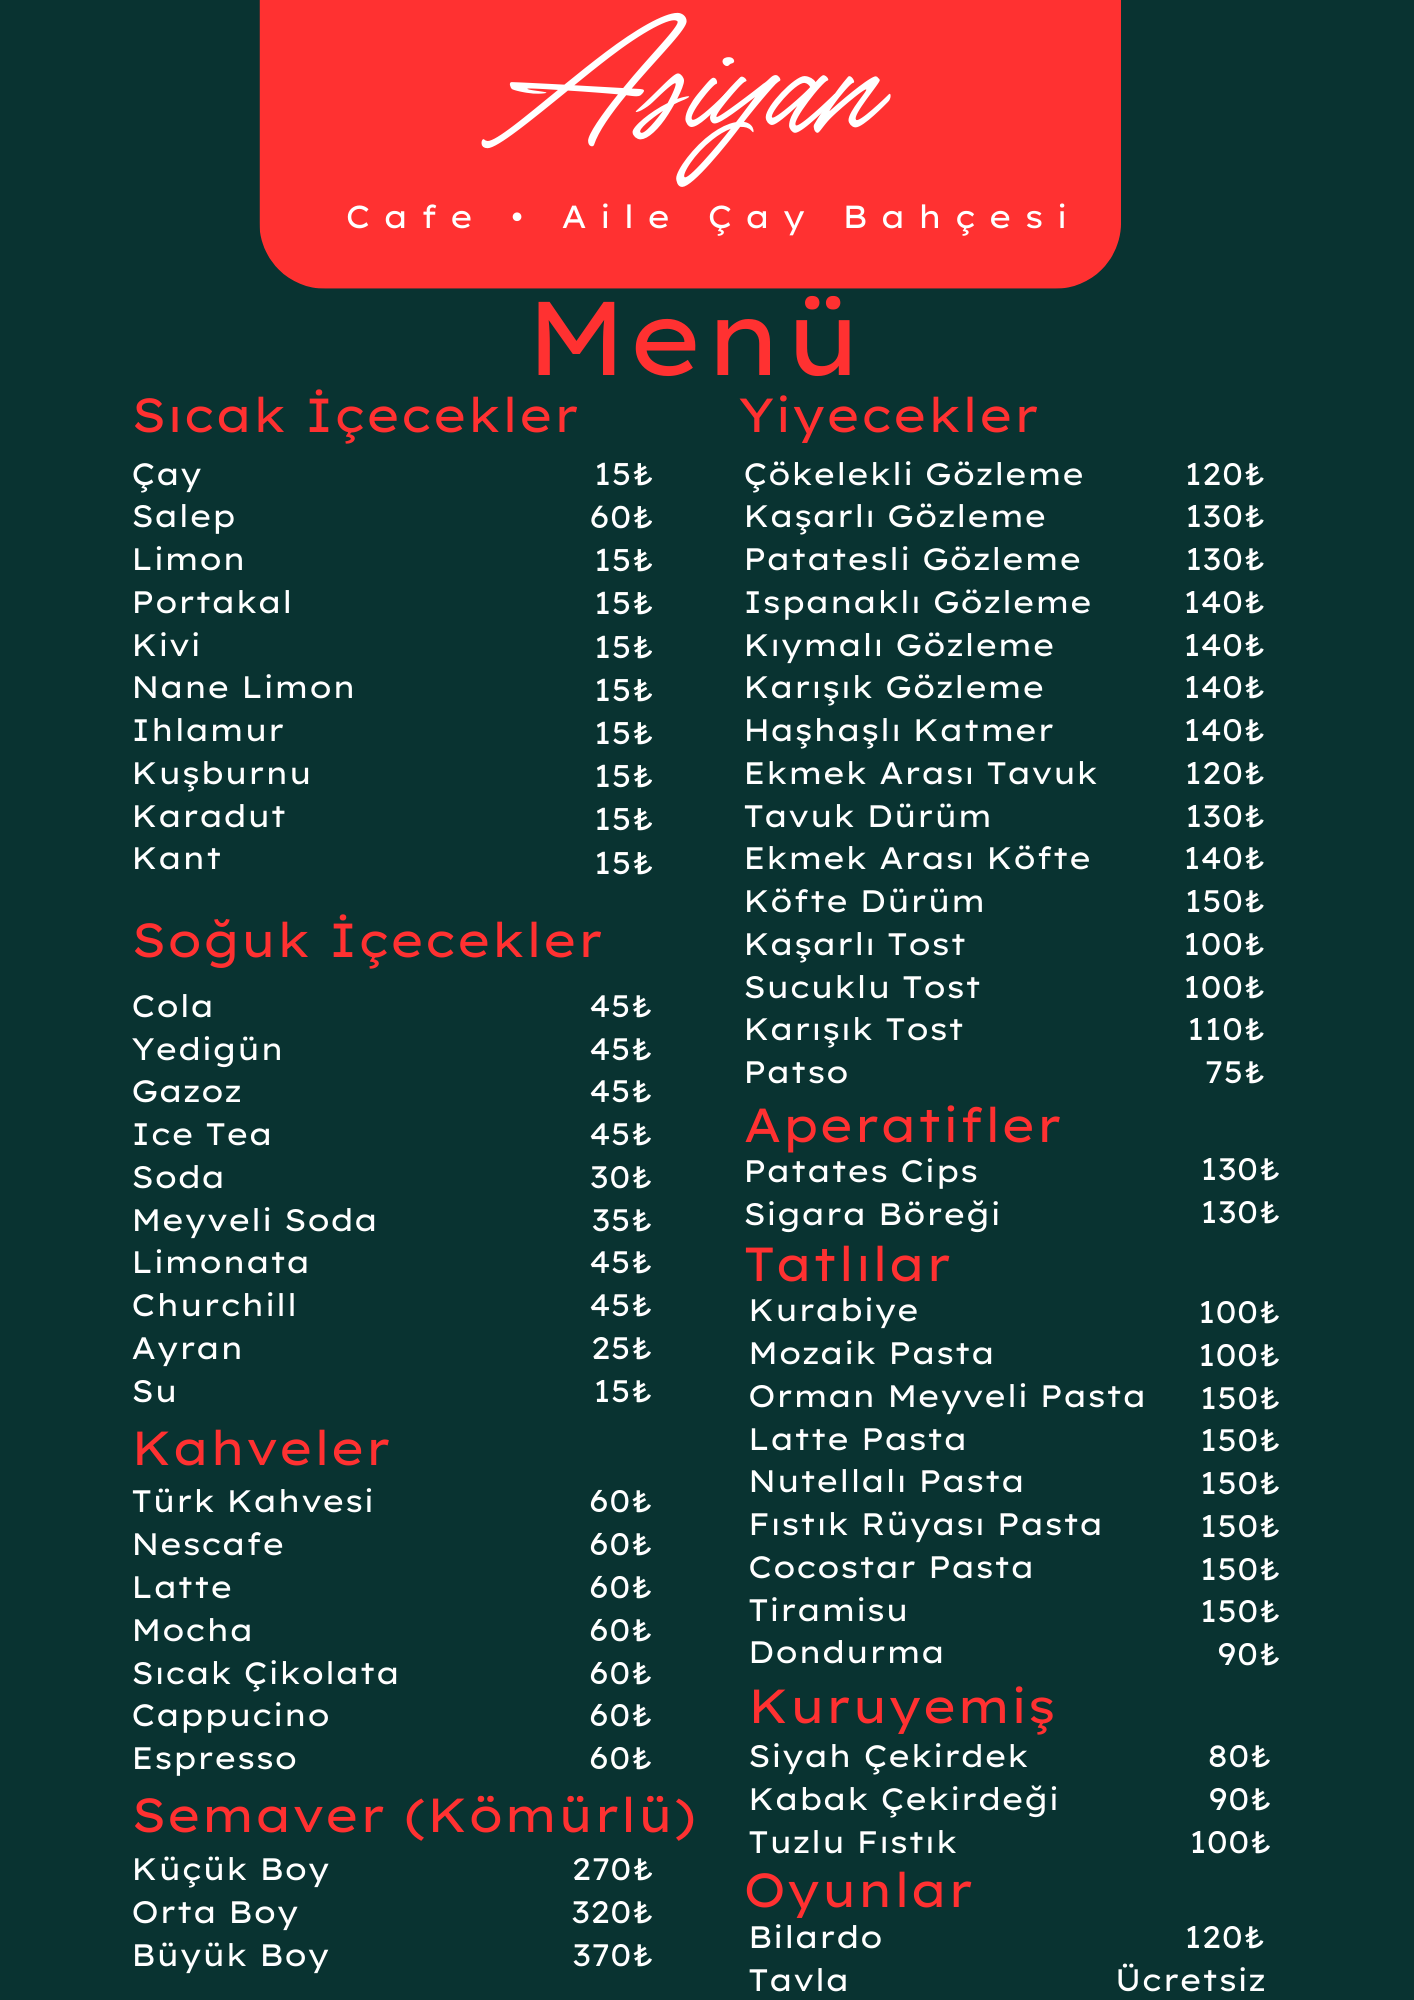 Asiyan
Cafe • Aile Çay Bahçesi
Menü
Sıcak İçecekler
Çay 15₺
Salep 60₺
Limon 15₺
Portakal 15₺
Kivi 15₺
Nane Limon 15₺
Ihlamur 15₺
Kuşburnu 15₺
Karadut 15₺
Kant 15₺
Soğuk İçecekler
Cola 45₺
Yedigün 45₺
Gazoz 45₺
Ice Tea 45₺
Soda 30₺
Meyveli Soda 35₺
Limonata 45₺
Churchill 45₺
Ayran 25₺
Su 15₺
Kahveler
Türk Kahvesi 60₺
Nescafe 60₺
Latte 60₺
Mocha 60₺
Sıcak Çikolata 60₺
Cappucino 60₺
Espresso 60₺
Semaver (Kömürlü)
Küçük Boy 270₺
Orta Boy 320₺
Büyük Boy 370₺
Yiyecekler
Çökelekli Gözleme 120₺
Kaşarlı Gözleme 130₺
Patatesli Gözleme 130₺
Ispanaklı Gözleme 140₺
Kıymalı Gözleme 140₺
Karışık Gözleme 140₺
Haşhaşlı Katmer 140₺
Ekmek Arası Tavuk 120₺
Tavuk Dürüm 130₺
Ekmek Arası Köfte 140₺
Köfte Dürüm 150₺
Kaşarlı Tost 100₺
Sucuklu Tost 100₺
Karışık Tost 110₺
Patso 75₺
Aperatifler
Patates Cips 130₺
Sigara Böreği 130₺
Tatlılar
Kurabiye 100₺
Mozaik Pasta 100₺
Orman Meyveli Pasta 150₺
Latte Pasta 150₺
Nutellalı Pasta 150₺
Fıstık Rüyası Pasta 150₺
Cocostar Pasta 150₺
Tiramisu 150₺
Dondurma 90₺
Kuruyemiş
Siyah Çekirdek 80₺
Kabak Çekirdeği 90₺
Tuzlu Fıstık 100₺
Oyunlar
Bilardo 120₺
Tavla Ücretsiz